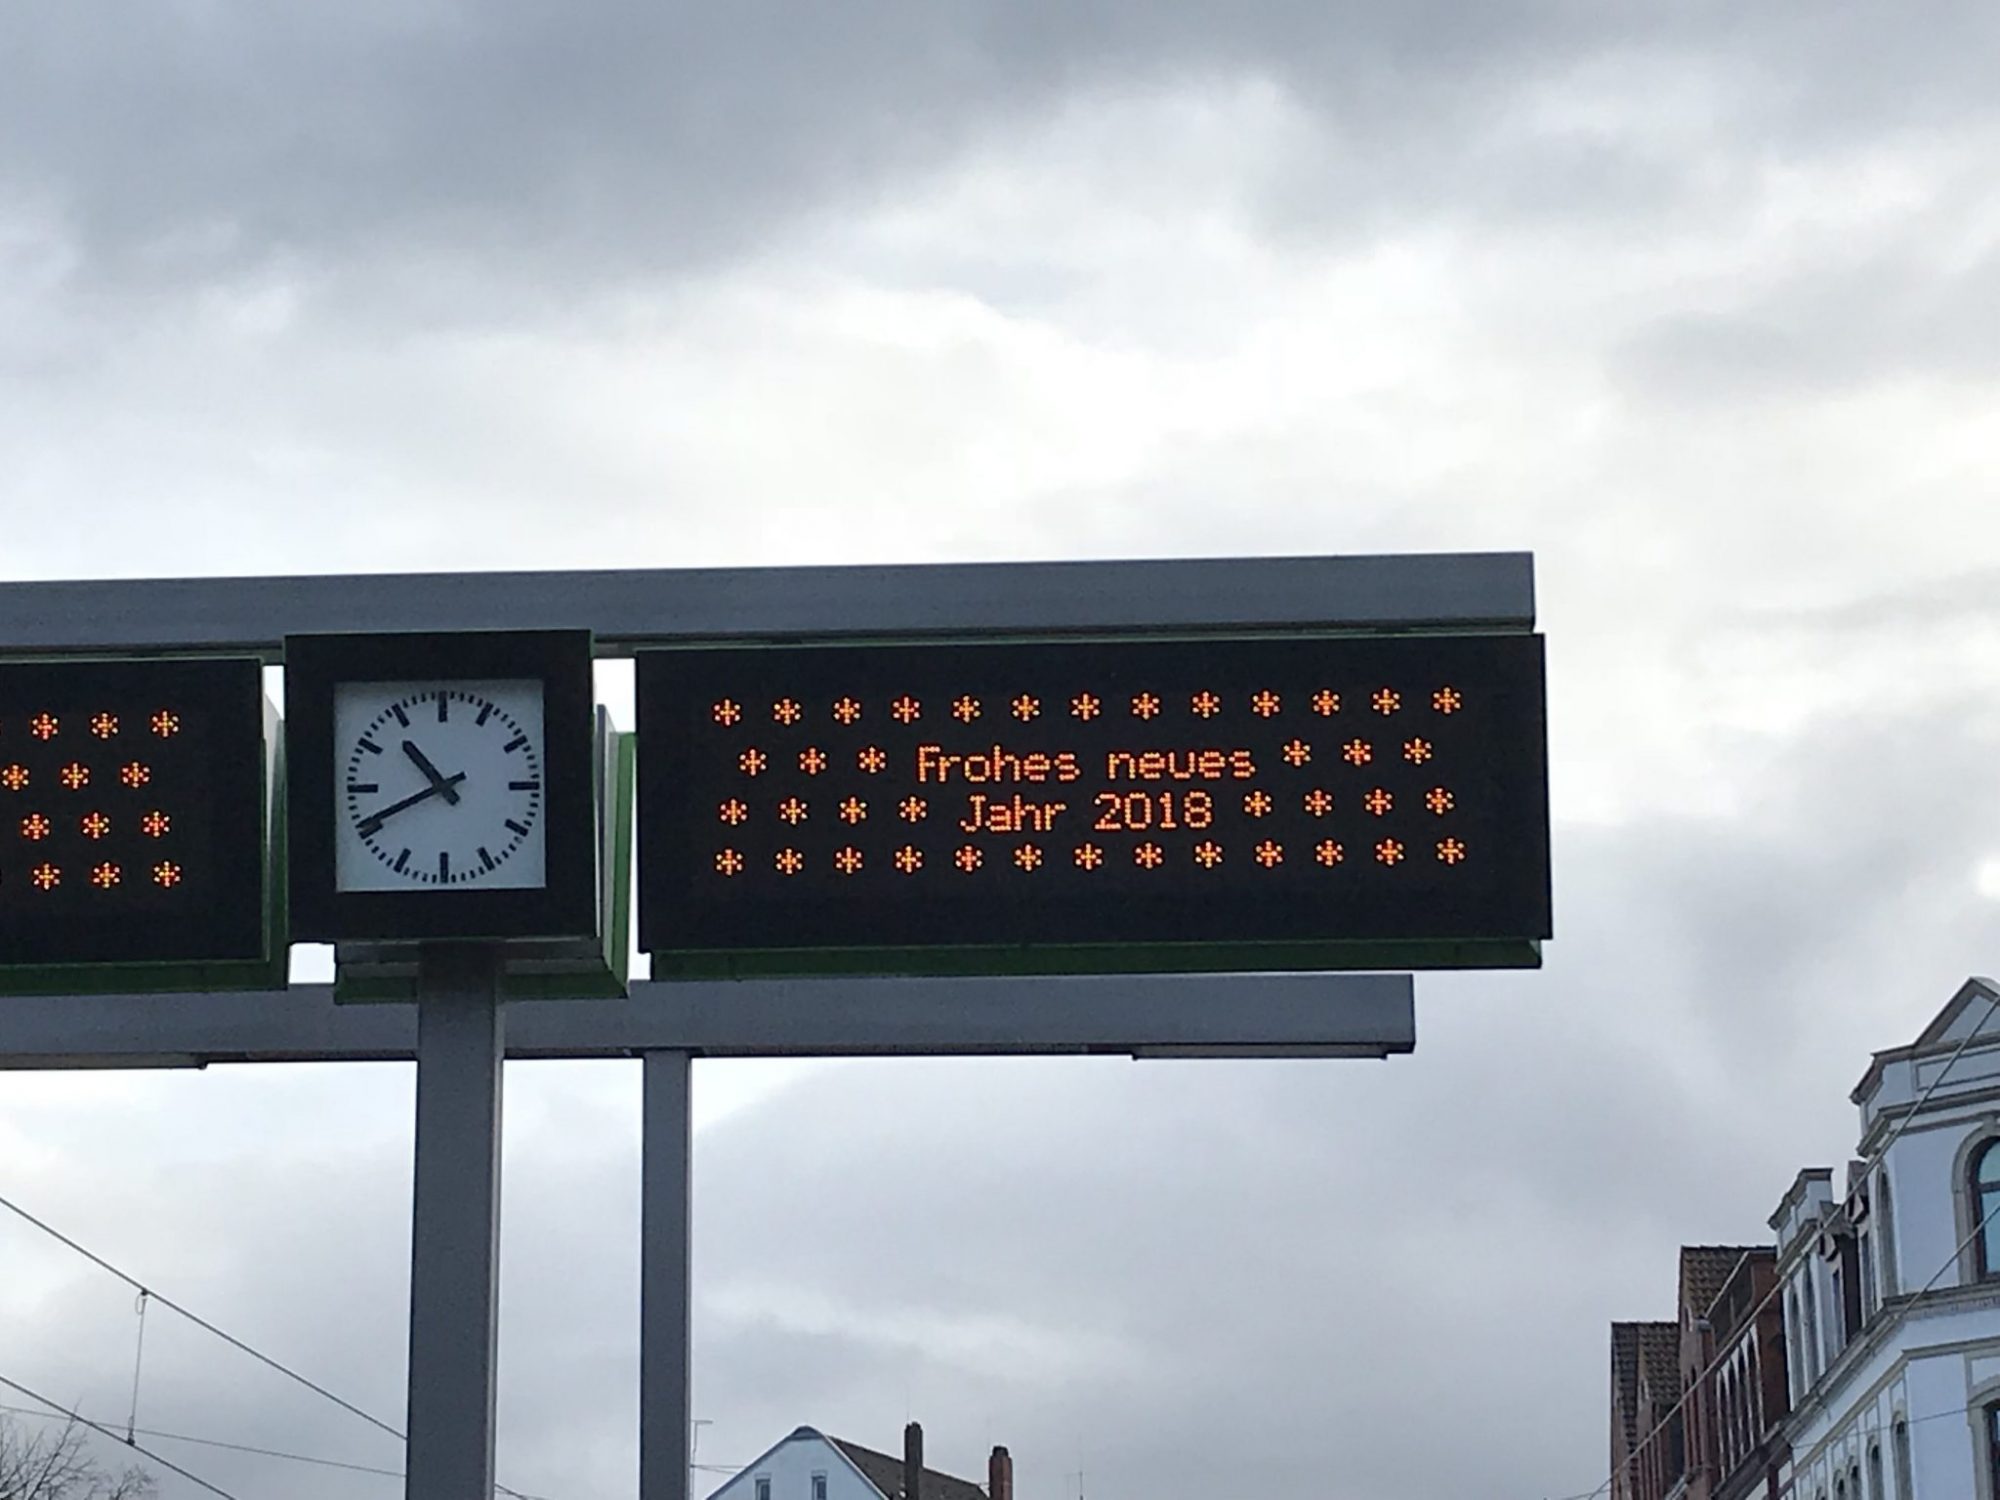 * * * * * * * * * * * * *
* * * Frohes neues * * *
* * * * Jahr 2018 * * * *
* * * * * * * * * * * * *